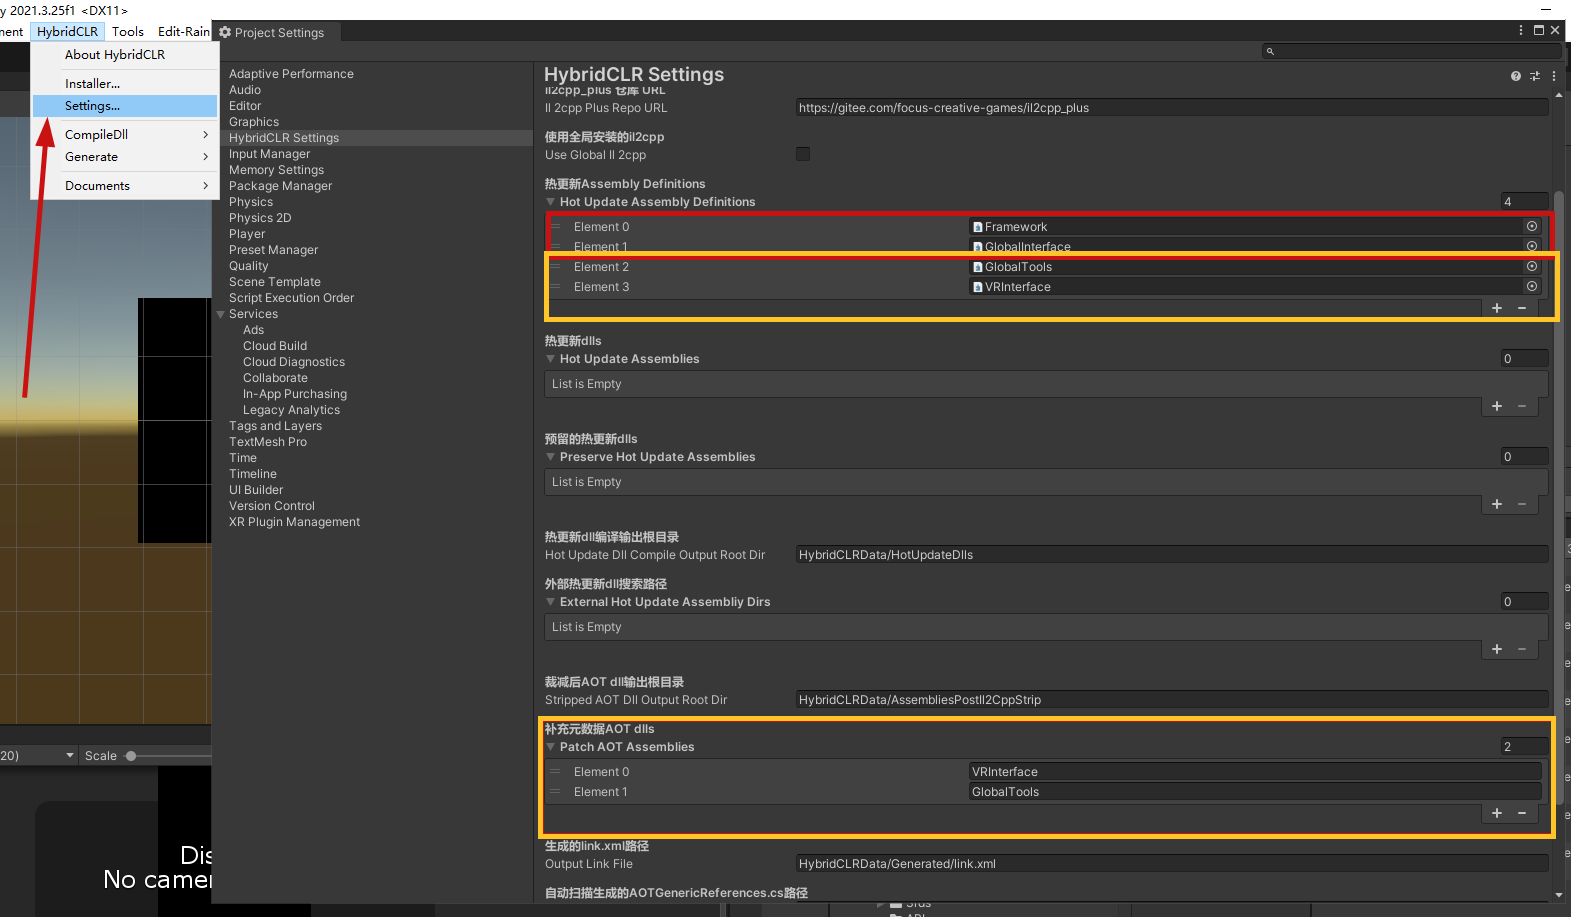 y 2021.3.25f1 <DX11>
nent HybridCLR Tools Edit-Rain
About HybridCLR
Installer...
Settings...
CompileDll
Generate
Documents
20) Scale
Dis
No camer
Project Settings
Adaptive Performance
Audio
Editor
Graphics
HybridCLR Settings
Input Manager
Memory Settings
Package Manager
Physics
Physics 2D
Player
Preset Manager
Quality
Scene Template
Script Execution Order
Services
Ads
Cloud Build
Cloud Diagnostics
Collaborate
In-App Purchasing
Legacy Analytics
Tags and Layers
TextMesh Pro
Time
Timeline
UI Builder
Version Control
XR Plugin Management
HybridCLR Settings
il2cpp_plus 仓库 URL
Il 2cpp Plus Repo URL https://gitee.com/focus-creative-games/il2cpp_plus
使用全局安装的il2cpp
Use Global Il 2cpp
热更新Assembly Definitions
Hot Update Assembly Definitions 4
Element 0 Framework
Element 1 GlobalInterface
Element 2 GlobalTools
Element 3 VRInterface
热更新dlls
Hot Update Assemblies 0
List is Empty
预留的热更新dlls
Preserve Hot Update Assemblies 0
List is Empty
热更新dll编译输出根目录
Hot Update Dll Compile Output Root Dir HybridCLRData/HotUpdateDlls
外部热更新dll搜索路径
External Hot Update Assembliy Dirs 0
List is Empty
裁减后AOT dll输出根目录
Stripped AOT Dll Output Root Dir HybridCLRData/AssembliesPostIl2CppStrip
补充元数据AOT dlls
Patch AOT Assemblies 2
Element 0 VRInterface
Element 1 GlobalTools
生成的link.xml路径
Output Link File HybridCLRData/Generated/link.xml
自动扫描生成的AOTGenericReferences.cs路径